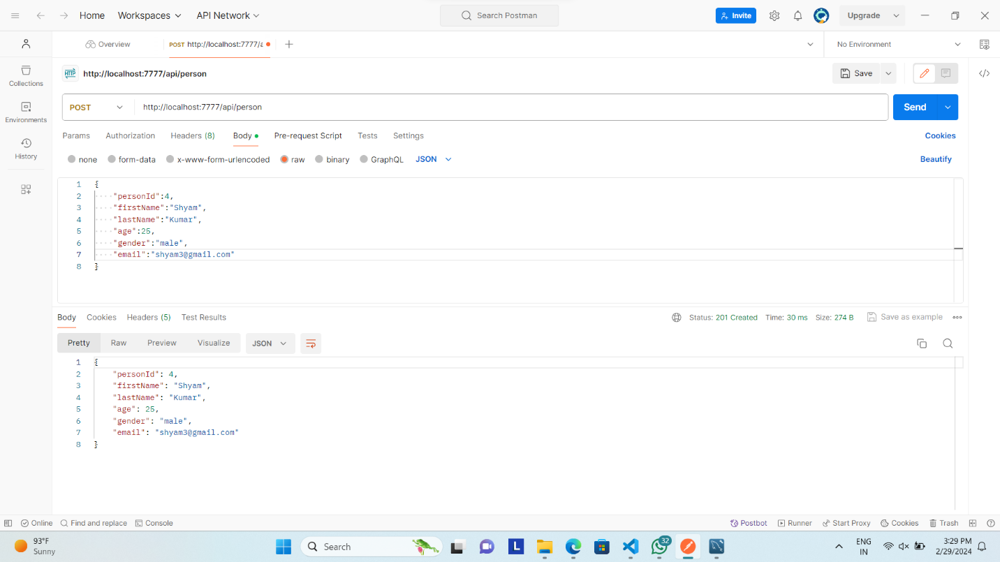 Home Workspaces API Network Search Postman Invite Upgrade
Overview POST http://localhost:7777/a No Environment
HTTP http://localhost:7777/api/person Save
Collections
Environments
History
POST http://localhost:7777/api/person Send
Params Authorization Headers (8) Body Pre-request Script Tests Settings Cookies
none form-data x-www-form-urlencoded raw binary GraphQL JSON Beautify
1 {
2 "personId":4,
3 "firstName":"Shyam",
4 "lastName":"Kumar",
5 "age":25,
6 "gender":"male",
7 "email":"shyam3@gmail.com"
8 }
Body Cookies Headers (5) Test Results Status: 201 Created Time: 30 ms Size: 274 B Save as example
Pretty Raw Preview Visualize JSON
1 {
2 "personId": 4,
3 "firstName": "Shyam",
4 "lastName": "Kumar",
5 "age": 25,
6 "gender": "male",
7 "email": "shyam3@gmail.com"
8 }
Online Find and replace Console Postbot Runner Start Proxy Cookies Trash
93°F
Sunny
Search
L
32
ENG
IN
3:29 PM
2/29/2024